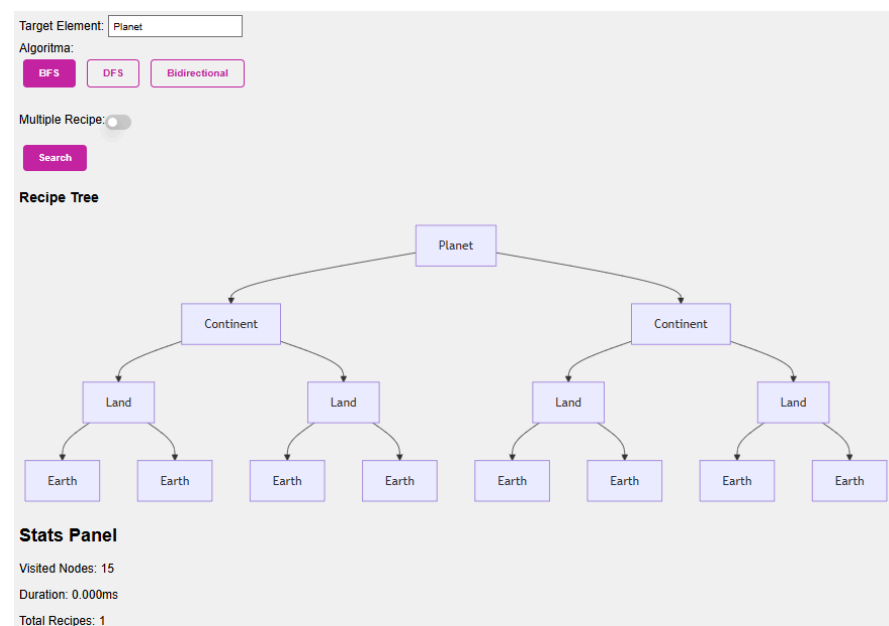 Target Element: Planet
Algoritma:
BFS DFS Bidirectional
Multiple Recipe:
Search
Recipe Tree
Planet
Continent Continent
Land Land Land Land
Earth Earth Earth Earth Earth Earth Earth Earth
Stats Panel
Visited Nodes: 15
Duration: 0.000ms
Total Recipes: 1